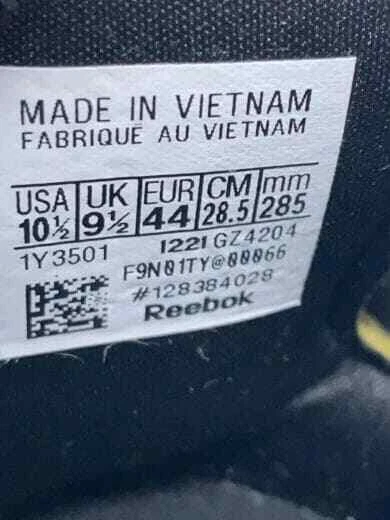 MADE IN VIETNAM
FABRIQUÉ AU VIETNAM
USA UK EUR CM mm
10½ 9½ 44 28.5 285
1Y3501 1221 GZ4204
F9N01TY@00066
#128384028
Reebok